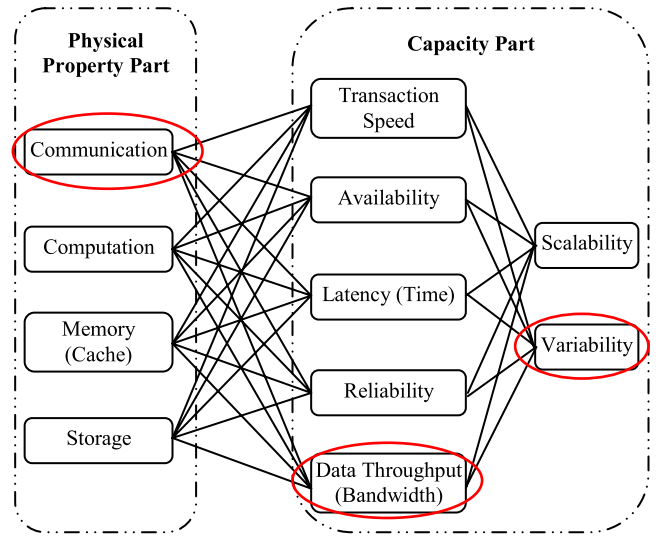 Physical
Property Part
Communication
Computation
Memory
(Cache)
Storage
Capacity Part
Transaction
Speed
Availability
Latency (Time)
Reliability
Data Throughput
(Bandwidth)
Scalability
Variability